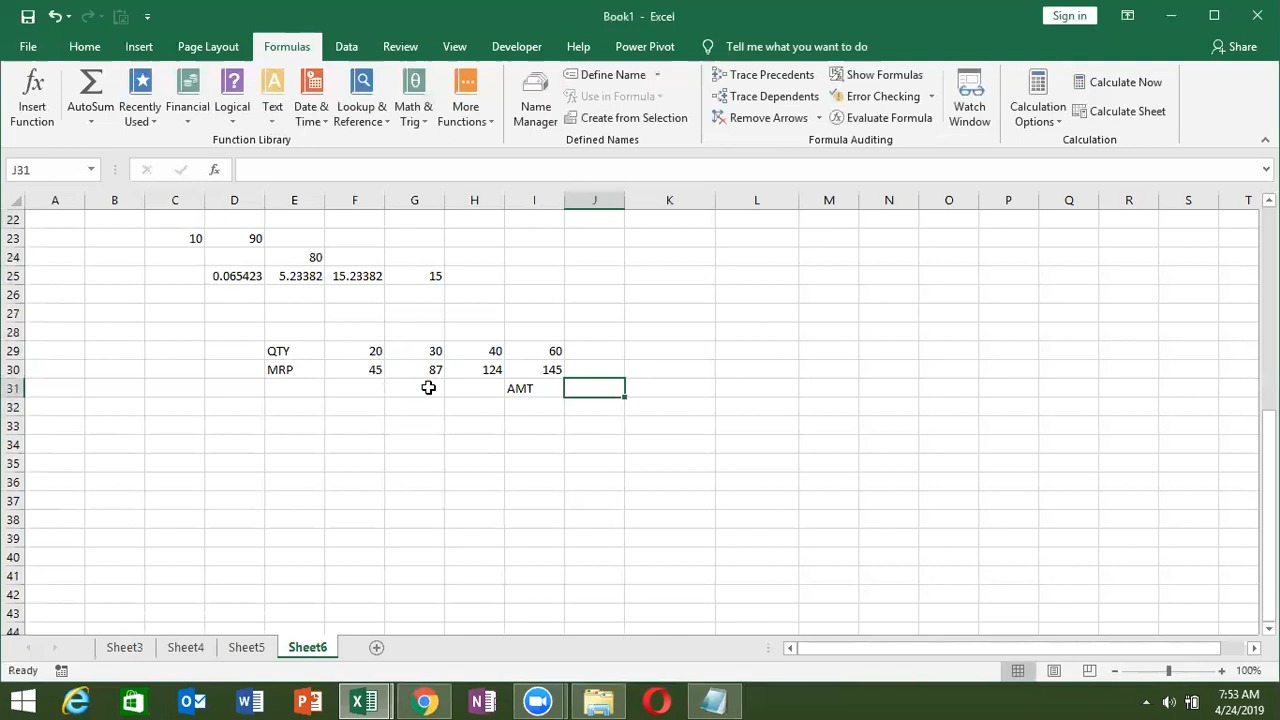 Book1 - Excel
Sign in
File Home Insert Page Layout Formulas Data Review View Developer Help Power Pivot Tell me what you want to do Share
Insert Function
AutoSum
Recently Used
Financial
Logical
Text
Date & Time
Lookup & Reference
Math & Trig
More Functions
Function Library
Name Manager
Define Name
Use in Formula
Create from Selection
Defined Names
Trace Precedents
Trace Dependents
Remove Arrows
Show Formulas
Error Checking
Evaluate Formula
Formula Auditing
Watch Window
Calculation Options
Calculate Now
Calculate Sheet
Calculation
J31 fx
A B C D E F G H I J K L M N O P Q R S T
22
23 10 90
24 80
25 0.065423 5.23382 15.23382 15
26
27
28
29 QTY 20 30 40 60
30 MRP 45 87 124 145
31 AMT
32
33
34
35
36
37
38
39
40
41
42
43
44
Sheet3 Sheet4 Sheet5 Sheet6
Ready 100%
7:53 AM
4/24/2019